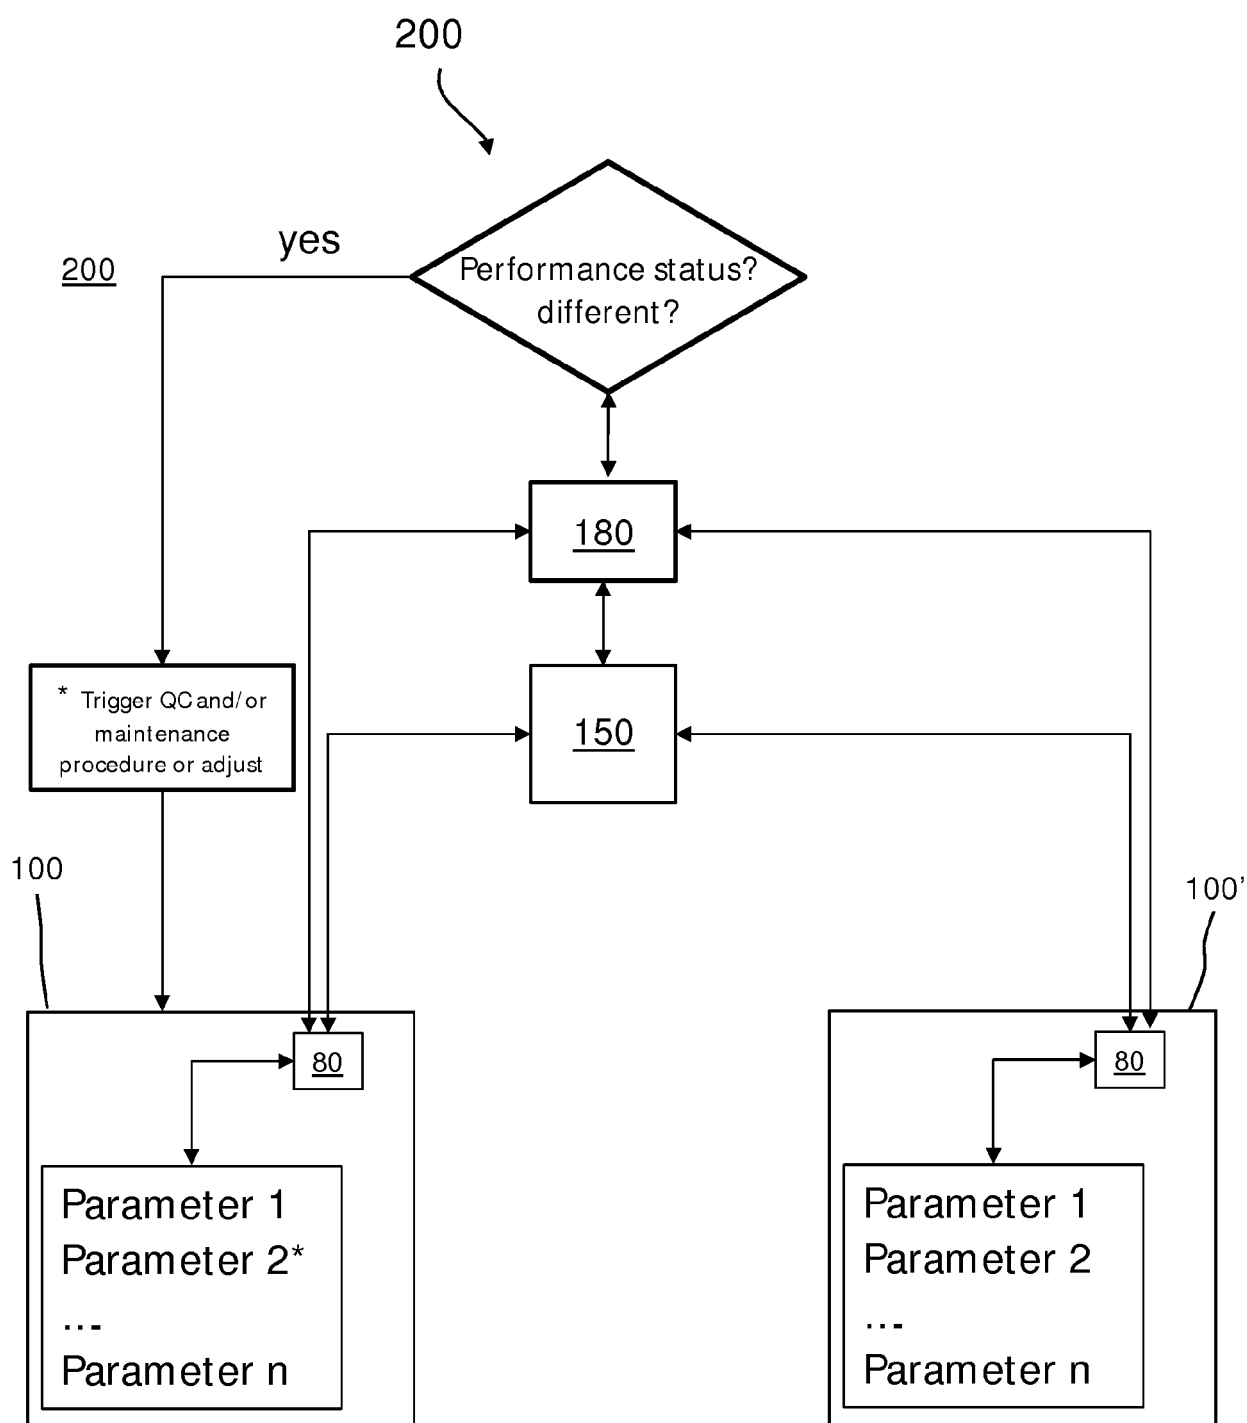 200
yes
200
Performance status?
different?
180
* Trigger QC and/or
maintenance
procedure or adjust
150
100
100'
80
80
Parameter 1
Parameter 2*
...
Parameter n
Parameter 1
Parameter 2
...
Parameter n